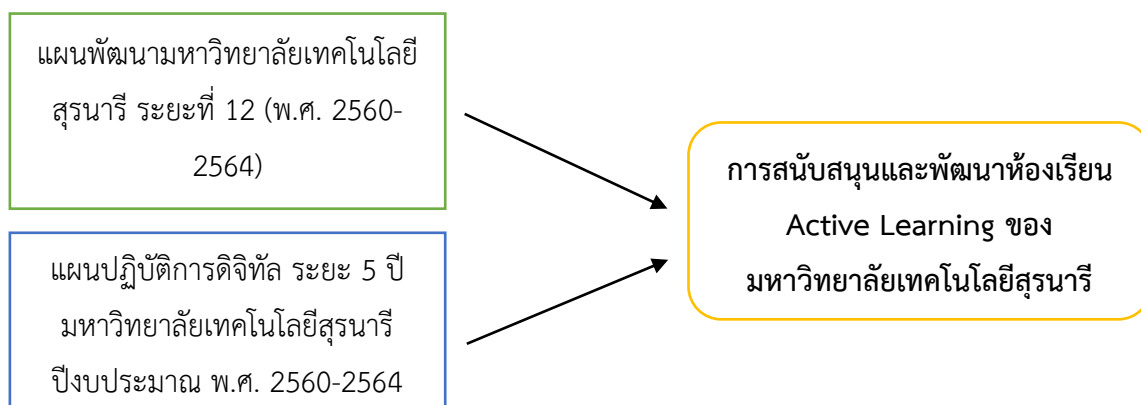 แผนพัฒนามหาวิทยาลัยเทคโนโลยี
สุรนารี ระยะที่ 12 (พ.ศ. 2560-
2564)
แผนปฏิบัติการดิจิทัล ระยะ 5 ปี
มหาวิทยาลัยเทคโนโลยีสุรนารี
ปีงบประมาณ พ.ศ. 2560-2564
การสนับสนุนและพัฒนาห้องเรียน
Active Learning ของ
มหาวิทยาลัยเทคโนโลยีสุรนารี